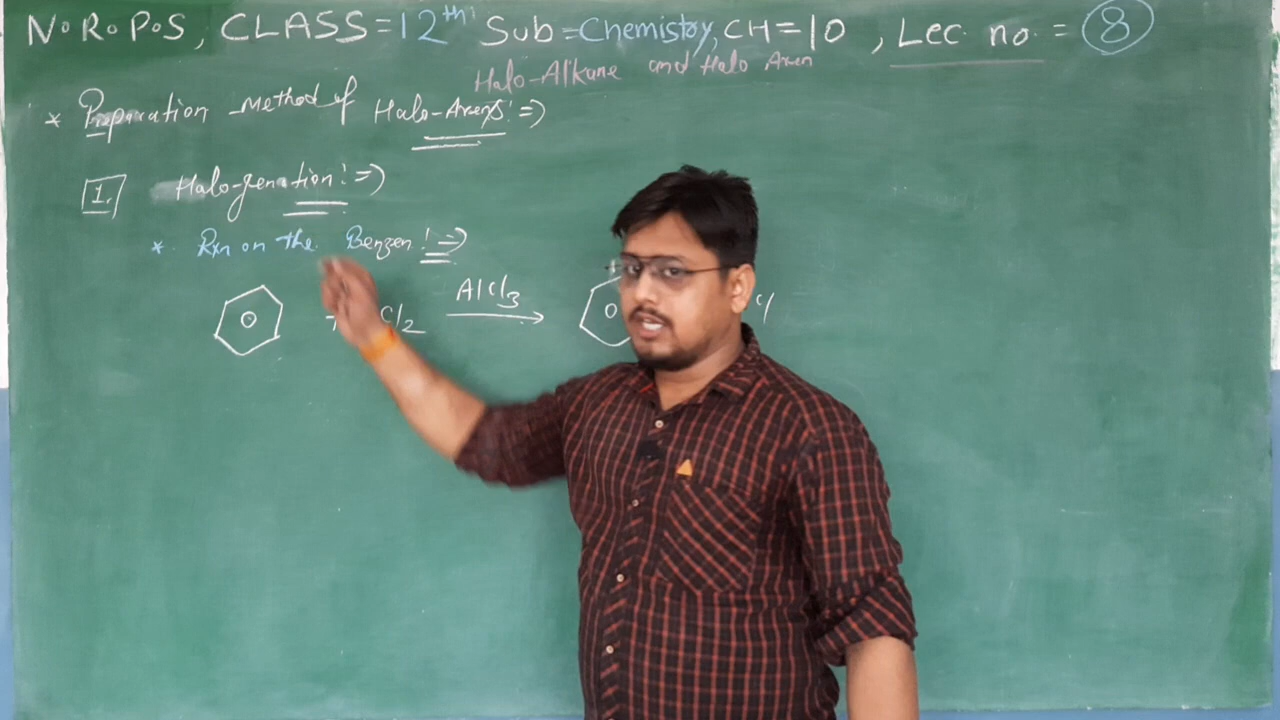 N.R.P.S, CLASS=12th Sub=Chemistry, CH=10, Lec no. = 8
Halo-Alkane and Halo Aren
* Preparation Method of Halo-Arens:=>
1. Halo-genation:=>
* Rxn on the Benzen:=>
+ Cl2 AlCl3